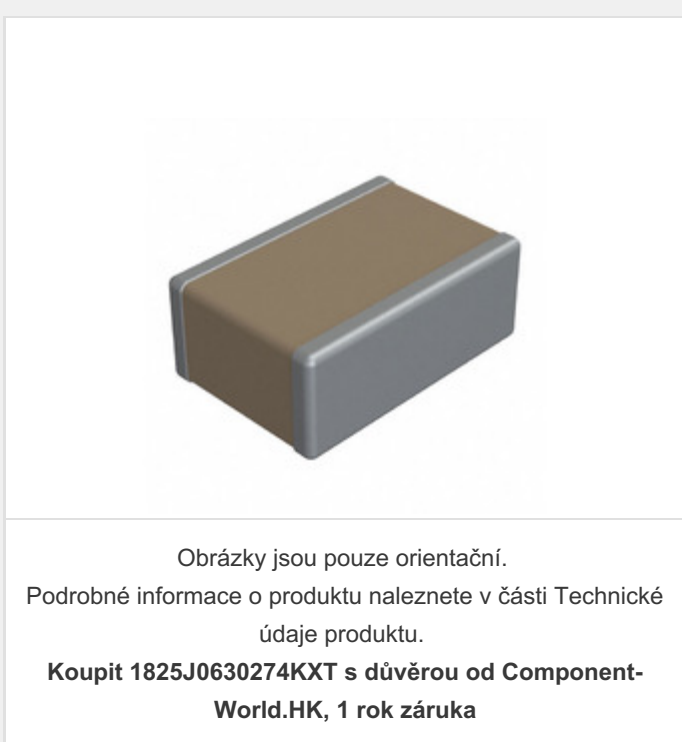 Obrázky jsou pouze orientační.
Podrobné informace o produktu naleznete v části Technické
údaje produktu.
Koupit 1825J0630274KXT s důvěrou od Component-
World.HK, 1 rok záruka